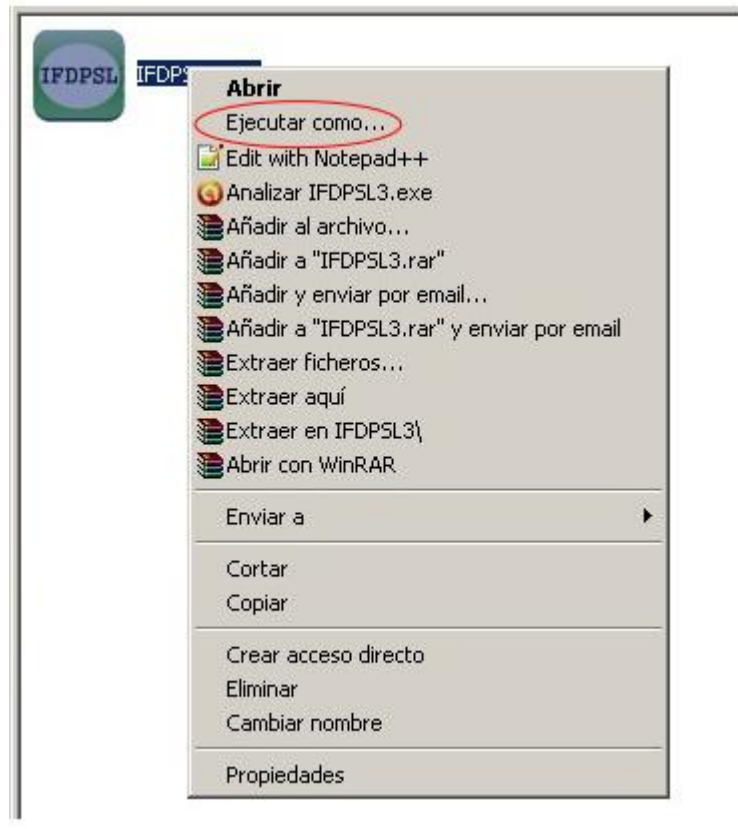 IFDPSL
Abrir
Ejecutar como...
Edit with Notepad++
Analizar IFDPSL3.exe
Añadir al archivo...
Añadir a "IFDPSL3.rar"
Añadir y enviar por email...
Añadir a "IFDPSL3.rar" y enviar por email
Extraer ficheros...
Extraer aquí
Extraer en IFDPSL3\
Abrir con WinRAR
Enviar a
Cortar
Copiar
Crear acceso directo
Eliminar
Cambiar nombre
Propiedades